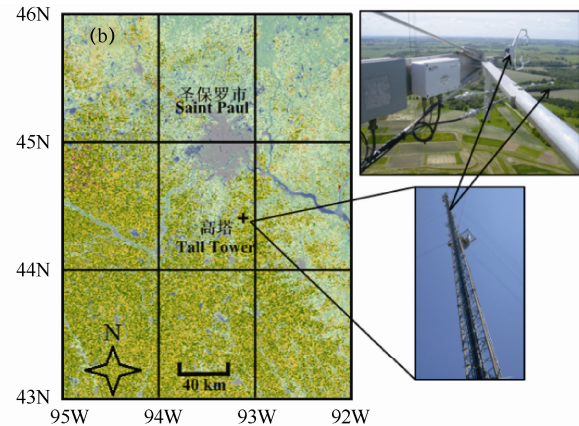 46N
(b)
圣保罗市
Saint Paul
45N
高塔
Tall Tower
44N
N
40 km
43N
95W 94W 93W 92W